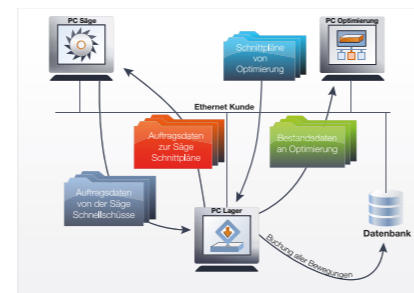 PC Säge
Schnittpläne
von
Optimierung
PC Optimierung
Ethernet Kunde
Auftragsdaten
zur Säge
Schnittpläne
Bestandsdaten
an Optimierung
Auftragsdaten
von der Säge
Schnellschüsse
PC Lager
Datenbank
Buchung aller Bewegungen